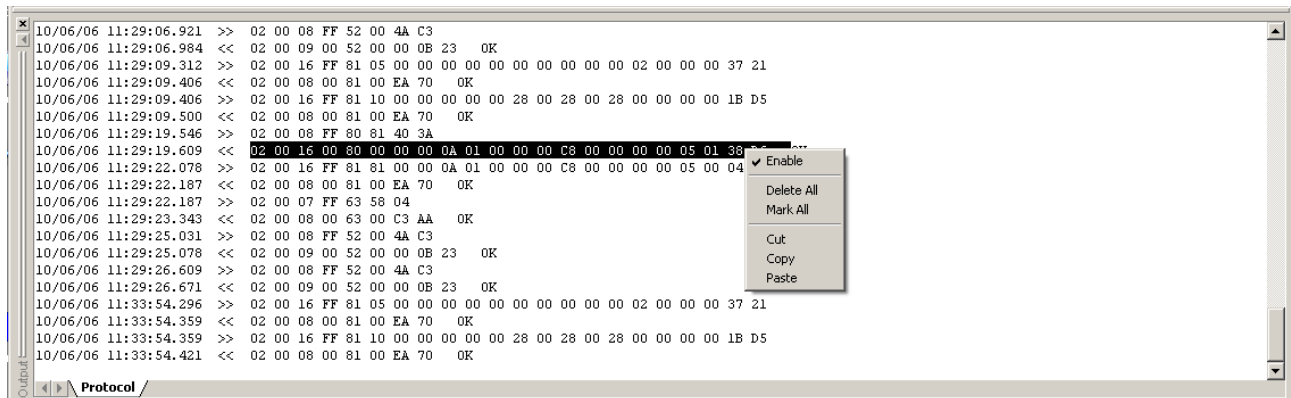 10/06/06 11:29:06.921 >> 02 00 08 FF 52 00 4A C3
10/06/06 11:29:06.984 << 02 00 09 00 52 00 00 0B 23 OK
10/06/06 11:29:09.312 >> 02 00 16 FF 81 05 00 00 00 00 00 00 00 00 00 00 02 00 00 00 37 21
10/06/06 11:29:09.406 << 02 00 08 00 81 00 EA 70 OK
10/06/06 11:29:09.406 >> 02 00 16 FF 81 10 00 00 00 00 00 28 00 28 00 28 00 00 00 00 1B D5
10/06/06 11:29:09.500 << 02 00 08 00 81 00 EA 70 OK
10/06/06 11:29:19.546 >> 02 00 08 FF 80 81 40 3A
10/06/06 11:29:19.609 << 02 00 16 00 80 00 00 00 0A 01 00 00 00 C8 00 00 00 00 05 01 38
10/06/06 11:29:22.078 >> 02 00 16 FF 81 81 00 00 0A 01 00 00 00 C8 00 00 00 00 05 00 04
10/06/06 11:29:22.187 << 02 00 08 00 81 00 EA 70 OK
10/06/06 11:29:22.187 >> 02 00 07 FF 63 58 04
10/06/06 11:29:23.343 << 02 00 08 00 63 00 C3 AA OK
10/06/06 11:29:25.031 >> 02 00 08 FF 52 00 4A C3
10/06/06 11:29:25.078 << 02 00 09 00 52 00 00 0B 23 OK
10/06/06 11:29:26.609 >> 02 00 08 FF 52 00 4A C3
10/06/06 11:29:26.671 << 02 00 09 00 52 00 00 0B 23 OK
10/06/06 11:33:54.296 >> 02 00 16 FF 81 05 00 00 00 00 00 00 00 00 00 00 02 00 00 00 37 21
10/06/06 11:33:54.359 << 02 00 08 00 81 00 EA 70 OK
10/06/06 11:33:54.359 >> 02 00 16 FF 81 10 00 00 00 00 00 28 00 28 00 28 00 00 00 00 1B D5
10/06/06 11:33:54.421 << 02 00 08 00 81 00 EA 70 OK
Enable
Delete All
Mark All
Cut
Copy
Paste
Output
Protocol